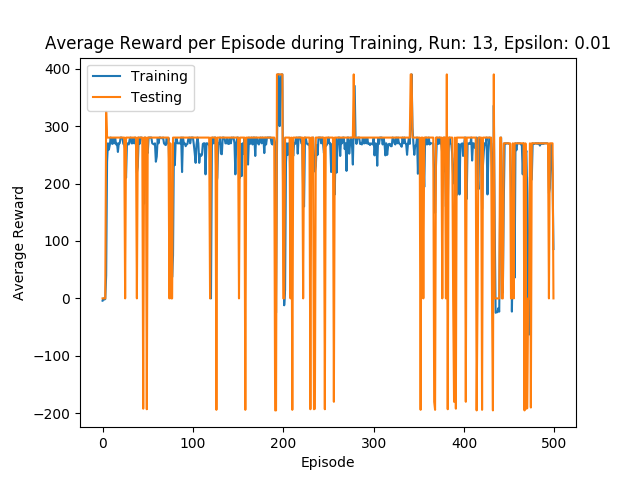 Average Reward per Episode during Training, Run: 13, Epsilon: 0.01
Training
Testing
400
300
200
100
0
−100
−200
Average Reward
0 100 200 300 400 500
Episode